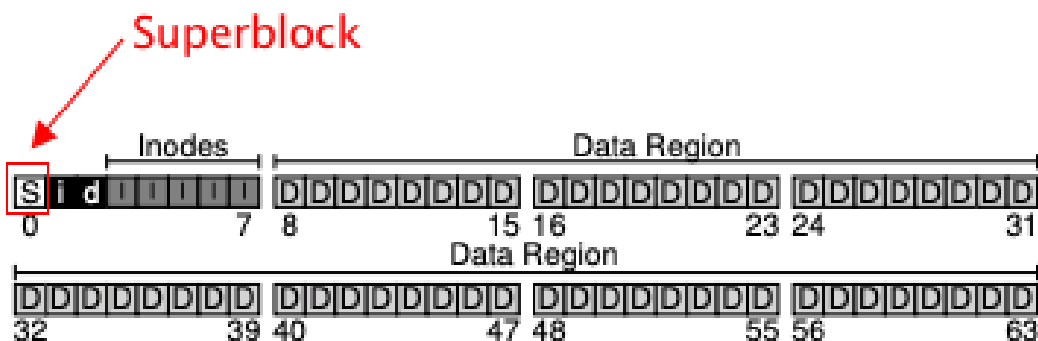 Superblock
Inodes Data Region
S i d I I I I I D D D D D D D D D D D D D D D D D D D D D D D D
0 7 8 15 16 23 24 31
Data Region
D D D D D D D D D D D D D D D D D D D D D D D D D D D D D D D D
32 39 40 47 48 55 56 63